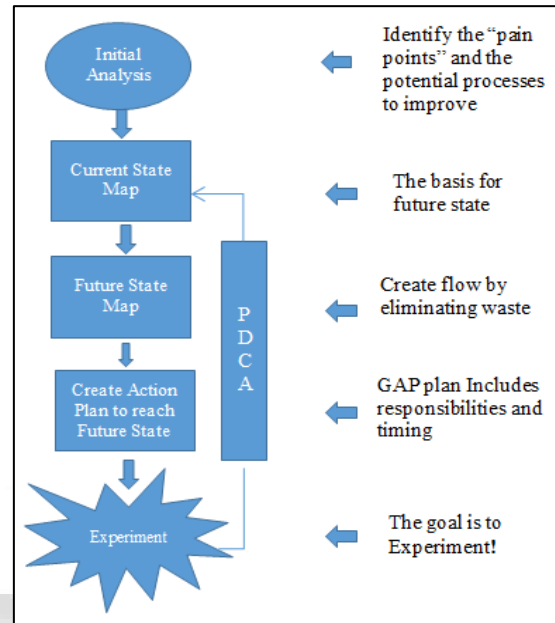 Initial
Analysis
Identify the “pain
points” and the
potential processes
to improve
Current State
Map
The basis for
future state
Future State
Map
P
D
C
A
Create flow by
eliminating waste
Create Action
Plan to reach
Future State
GAP plan Includes
responsibilities and
timing
Experiment
The goal is to
Experiment!